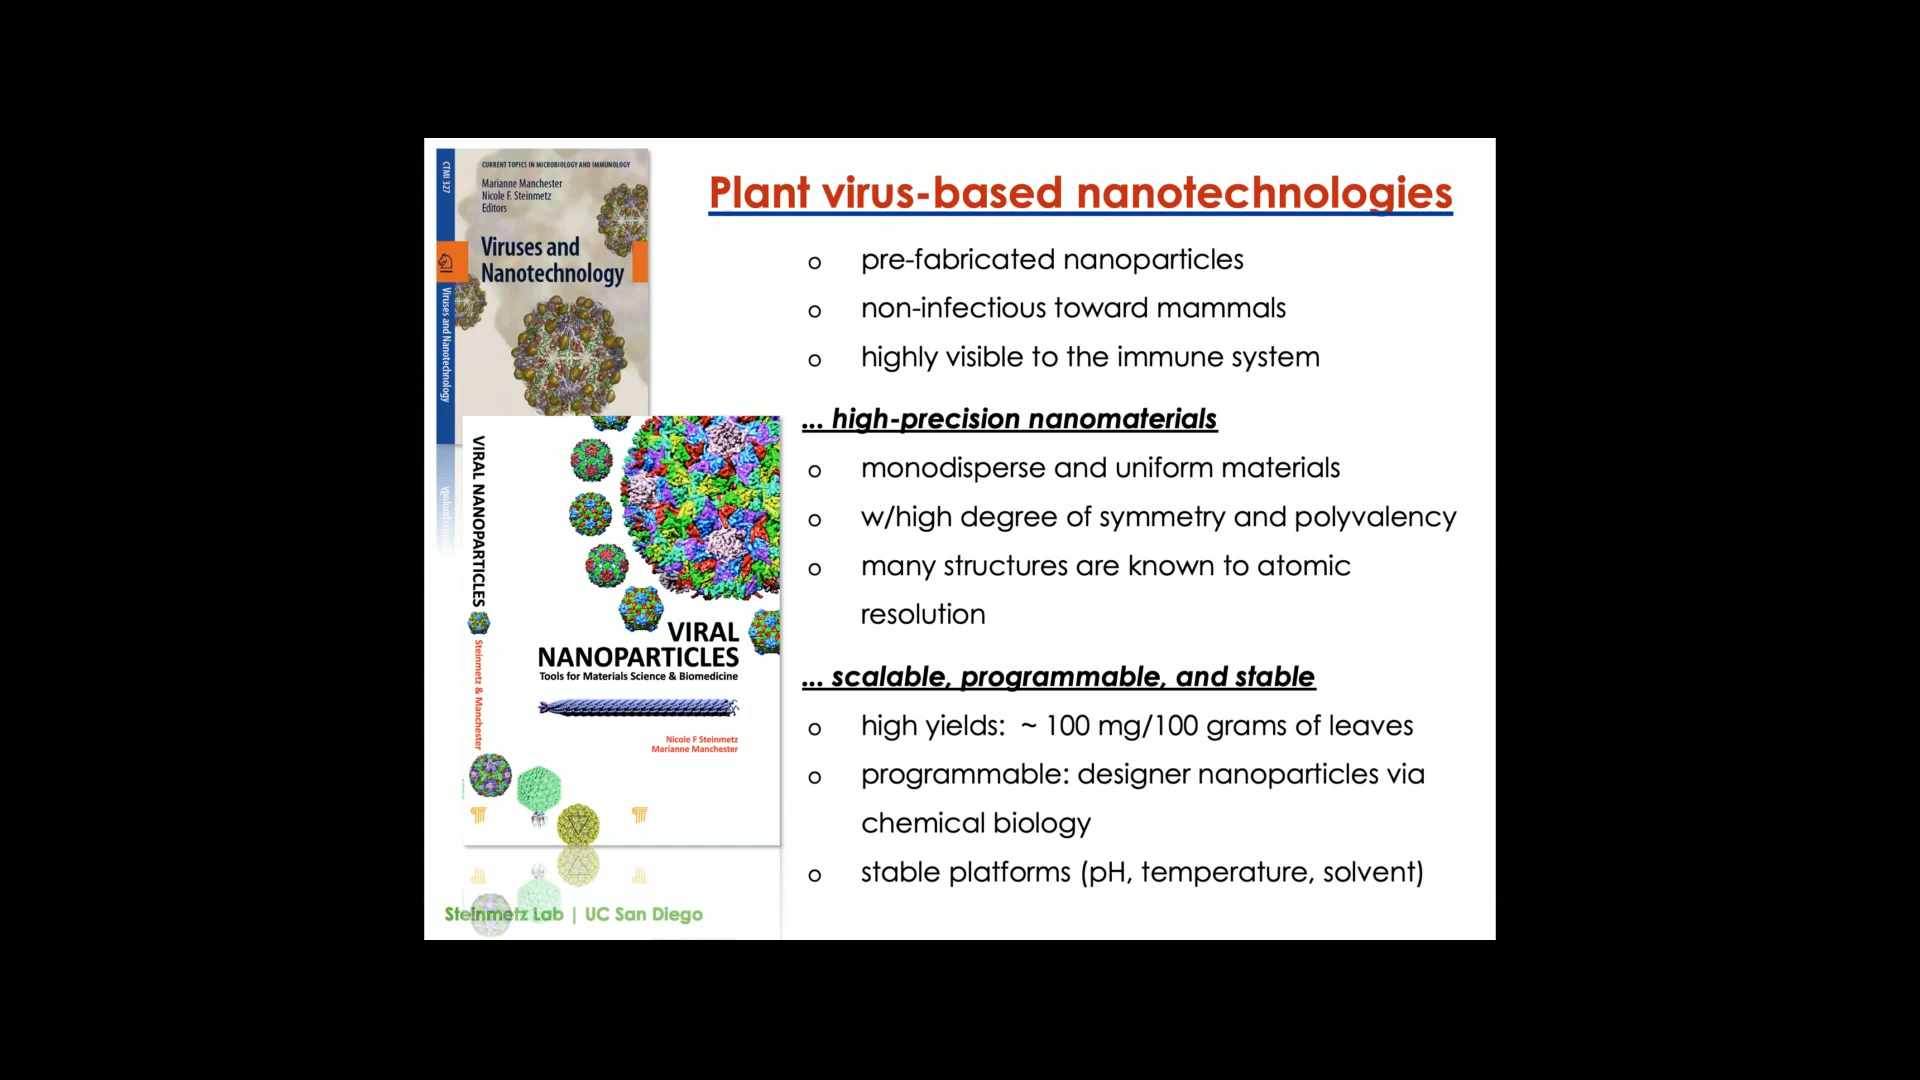 CTMI 327
Viruses and Nanotechnology
CURRENT TOPICS IN MICROBIOLOGY AND IMMUNOLOGY
Marianne Manchester
Nicole F. Steinmetz
Editors
Viruses and
Nanotechnology
VIRAL NANOPARTICLES
Steinmetz & Manchester
VIRAL
NANOPARTICLES
Tools for Materials Science & Biomedicine
Nicole F Steinmetz
Marianne Manchester
Steinmetz Lab | UC San Diego
Plant virus-based nanotechnologies
o pre-fabricated nanoparticles
o non-infectious toward mammals
o highly visible to the immune system
... high-precision nanomaterials
o monodisperse and uniform materials
o w/high degree of symmetry and polyvalency
o many structures are known to atomic
resolution
... scalable, programmable, and stable
o high yields: ~ 100 mg/100 grams of leaves
o programmable: designer nanoparticles via
chemical biology
o stable platforms (pH, temperature, solvent)